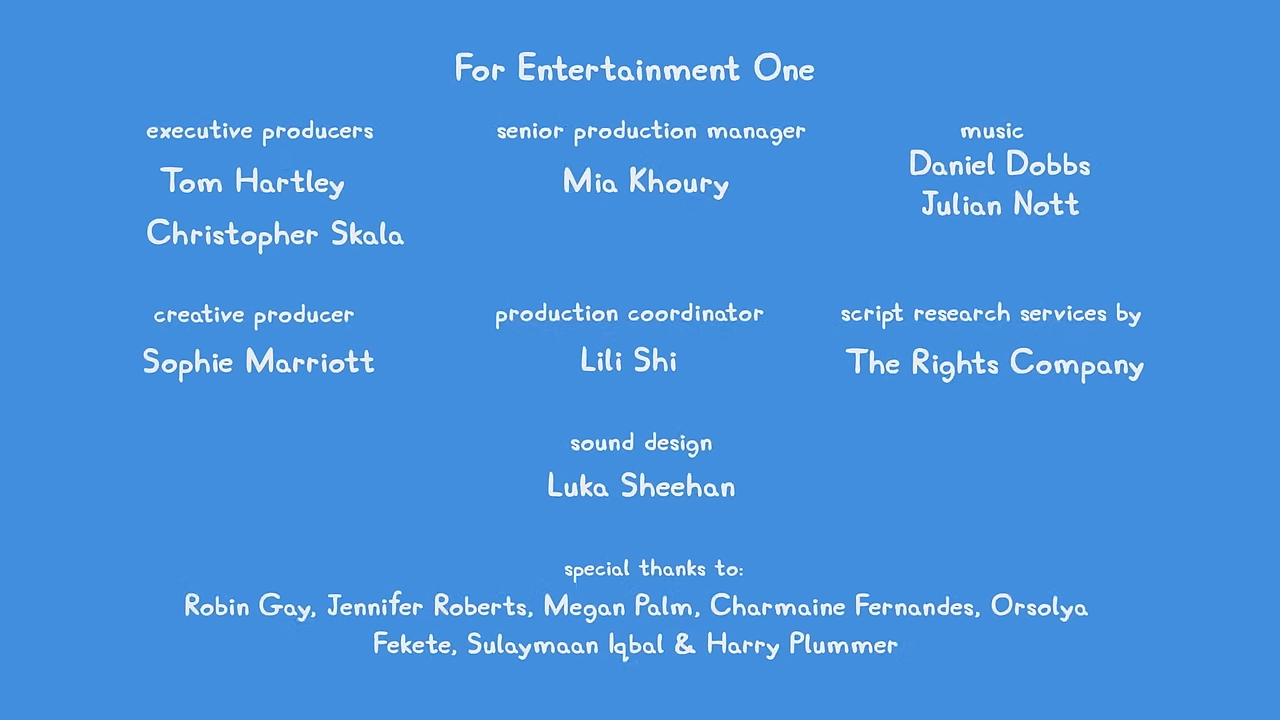 For Entertainment One
executive producers
Tom Hartley
Christopher Skala
senior production manager
Mia Khoury
music
Daniel Dobbs
Julian Nott
creative producer
Sophie Marriott
production coordinator
Lili Shi
script research services by
The Rights Company
sound design
Luka Sheehan
special thanks to:
Robin Gay, Jennifer Roberts, Megan Palm, Charmaine Fernandes, Orsolya
Fekete, Sulaymaan Iqbal & Harry Plummer